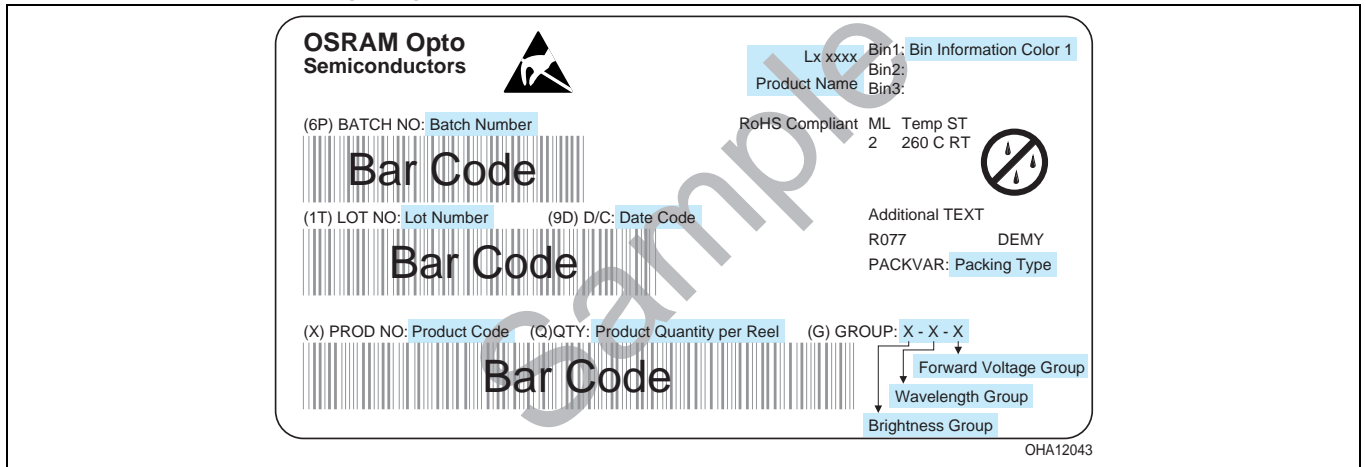 OSRAM Opto
Semiconductors
Lx xxxx
Product Name
Bin1: Bin Information Color 1
Bin2:
Bin3:
(6P) BATCH NO: Batch Number
Bar Code
RoHS Compliant ML Temp ST
2 260 C RT
(1T) LOT NO: Lot Number (9D) D/C: Date Code
Bar Code
Additional TEXT
R077 DEMY
PACKVAR: Packing Type
(X) PROD NO: Product Code (Q)QTY: Product Quantity per Reel (G) GROUP: X - X - X
Bar Code
Forward Voltage Group
Wavelength Group
Brightness Group
Sample
OHA12043